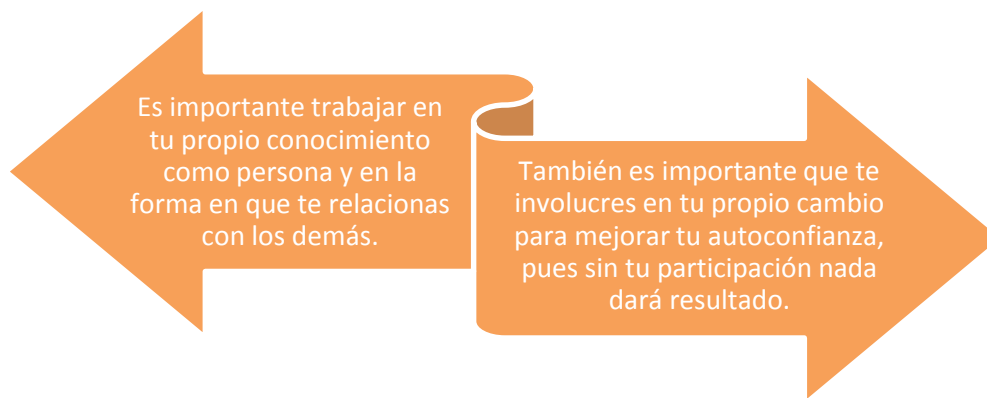 Es importante trabajar en
tu propio conocimiento
como persona y en la
forma en que te relacionas
con los demás.
También es importante que te
involucres en tu propio cambio
para mejorar tu autoconfianza,
pues sin tu participación nada
dará resultado.